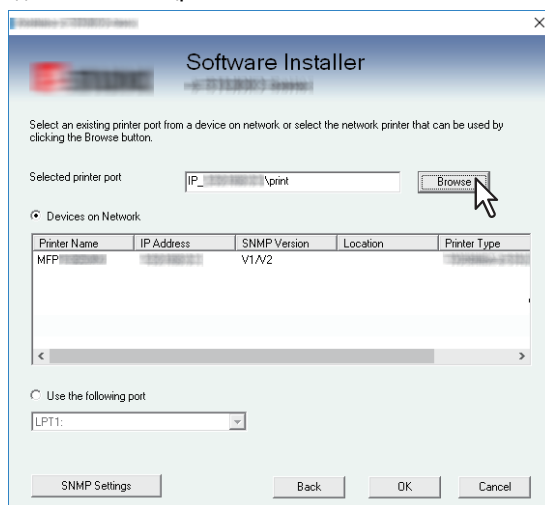 Software Installer
Select an existing printer port from a device on network or select the network printer that can be used by
clicking the Browse button.
Selected printer port IP_ \print Browse
Devices on Network
Printer Name IP Address SNMP Version Location Printer Type
MFP V1/V2
Use the following port
LPT1:
SNMP Settings Back OK Cancel